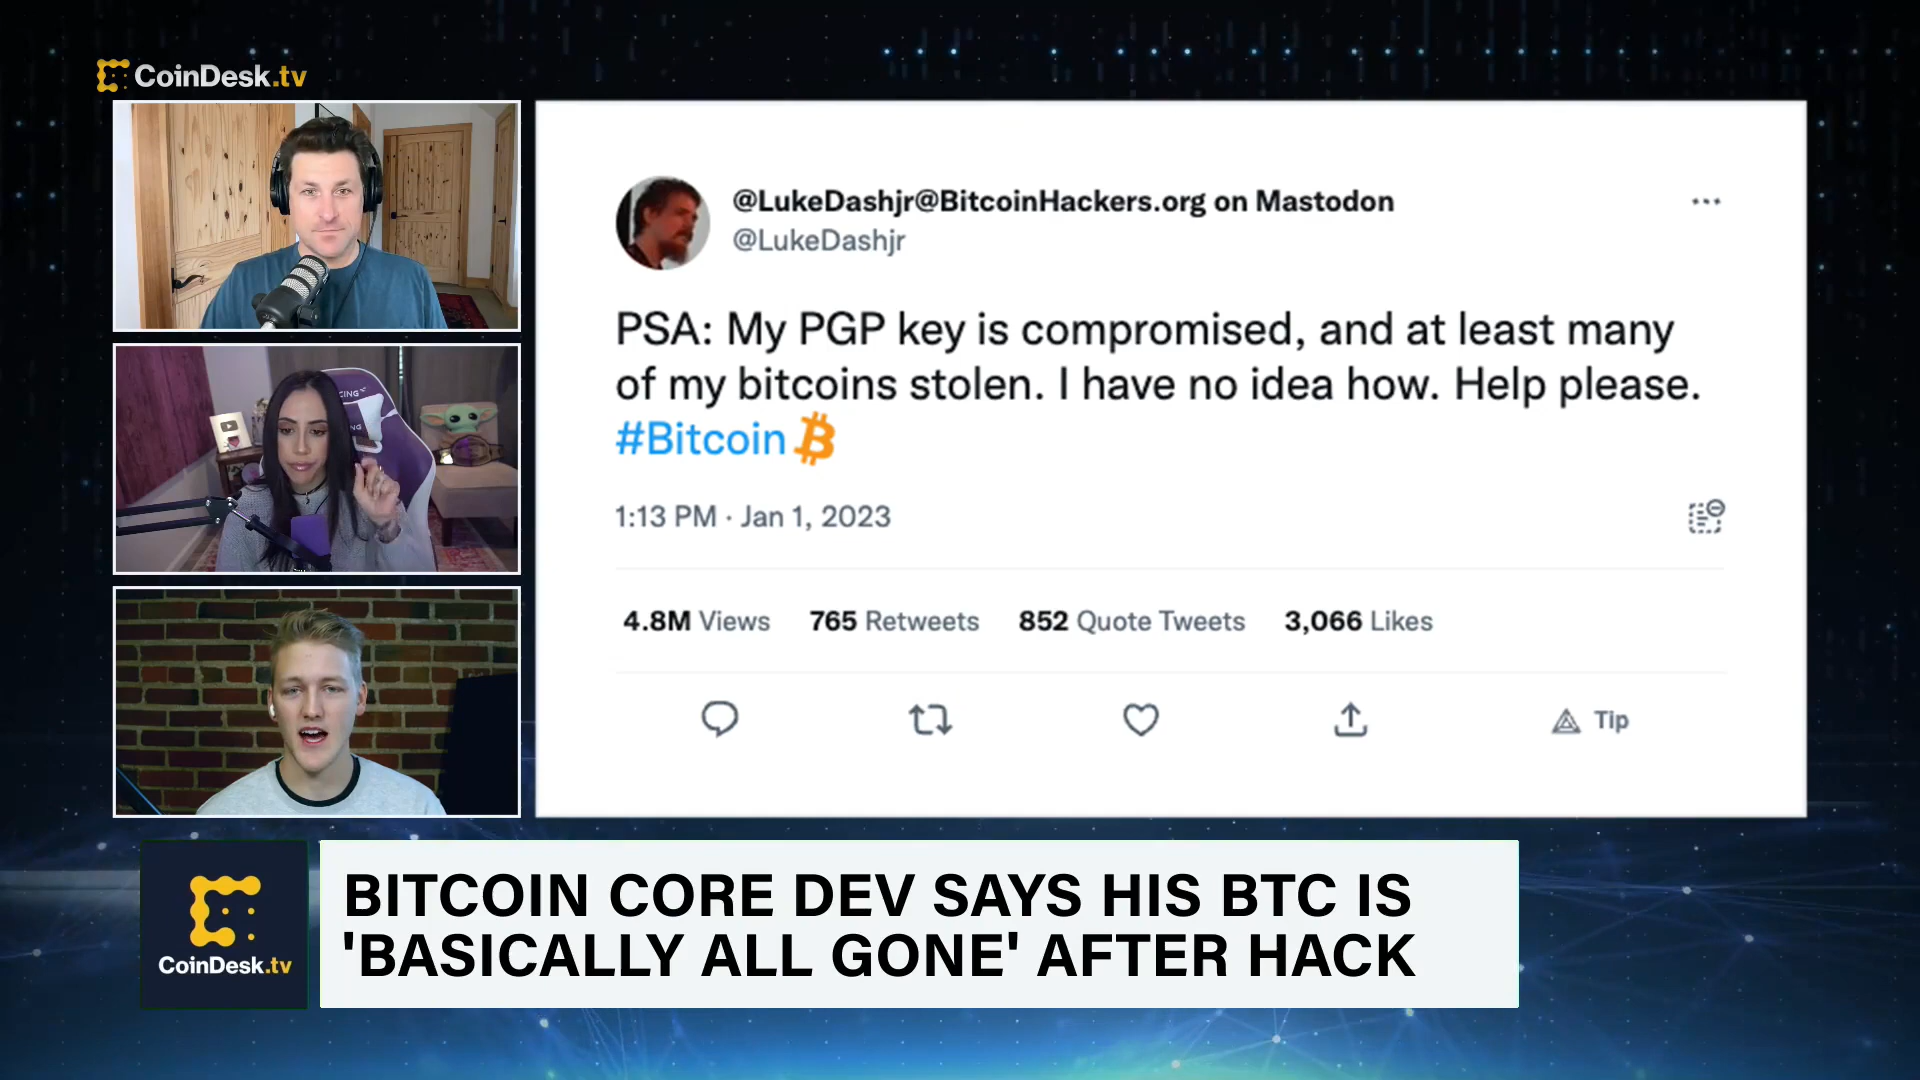 CoinDesk.tv
@LukeDashjr@BitcoinHackers.org on Mastodon
@LukeDashjr
PSA: My PGP key is compromised, and at least many
of my bitcoins stolen. I have no idea how. Help please.
#Bitcoin
1:13 PM · Jan 1, 2023
4.8M Views 765 Retweets 852 Quote Tweets 3,066 Likes
Tip
CoinDesk.tv
BITCOIN CORE DEV SAYS HIS BTC IS
'BASICALLY ALL GONE' AFTER HACK